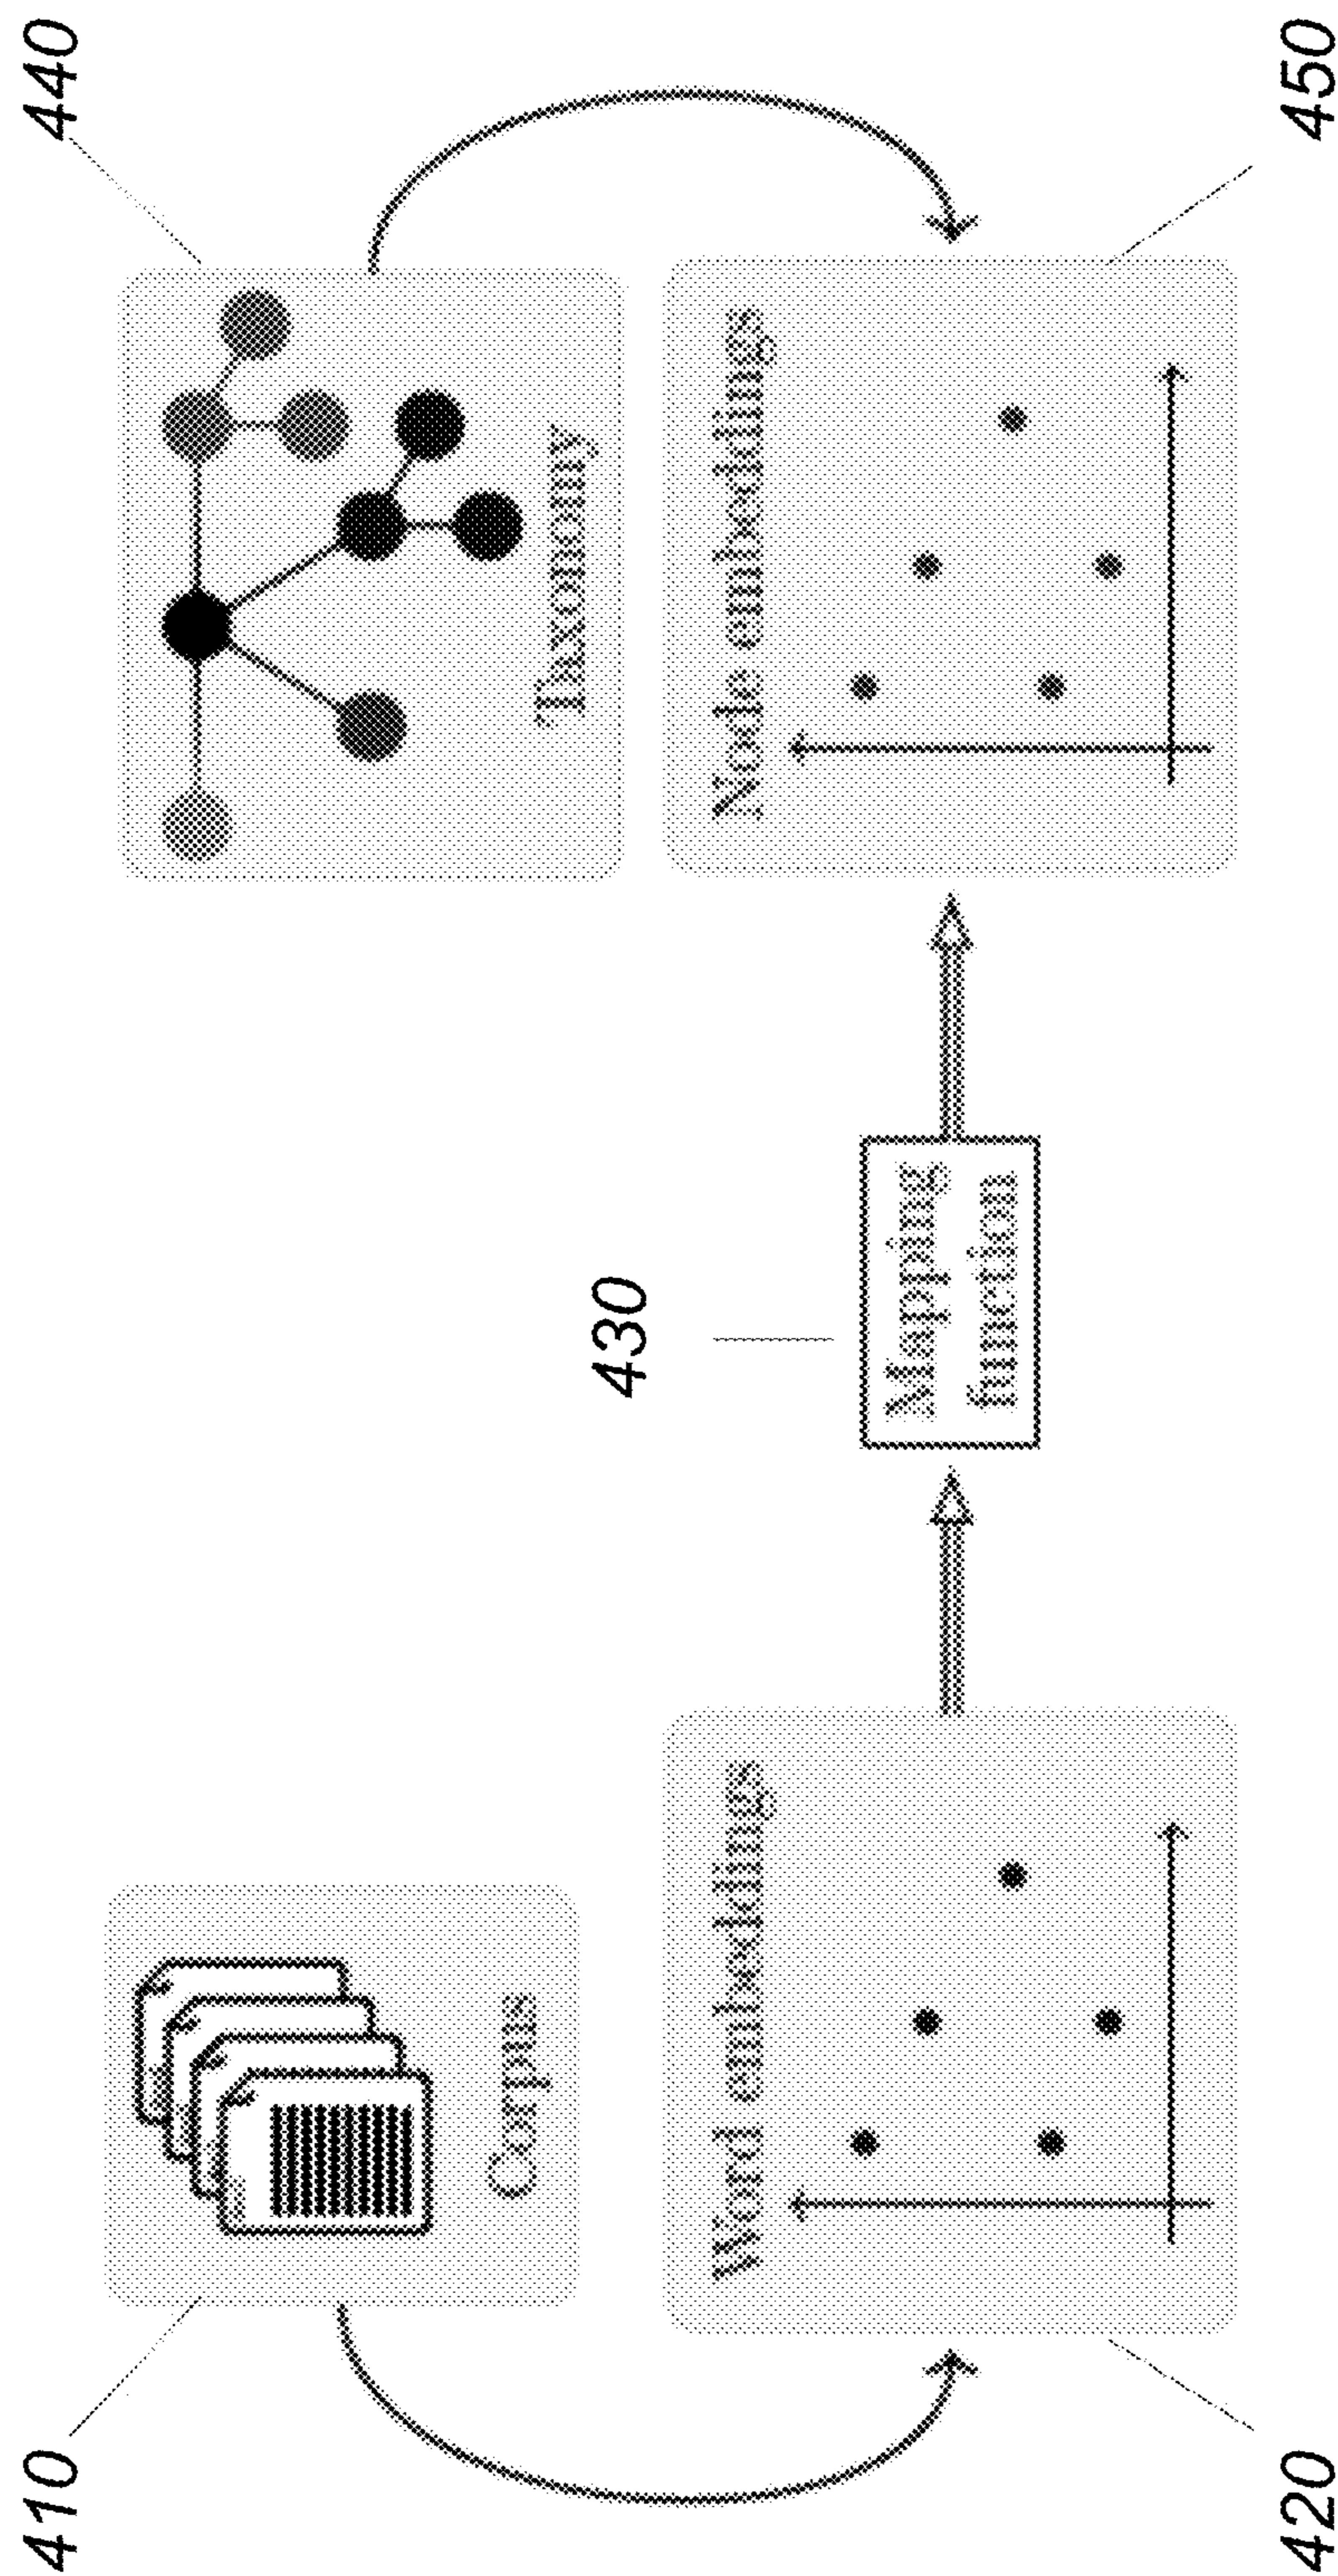 410
Corpus
440
Taxonomy
430
Word embeddings
Mapping
function
Node embeddings
420
450